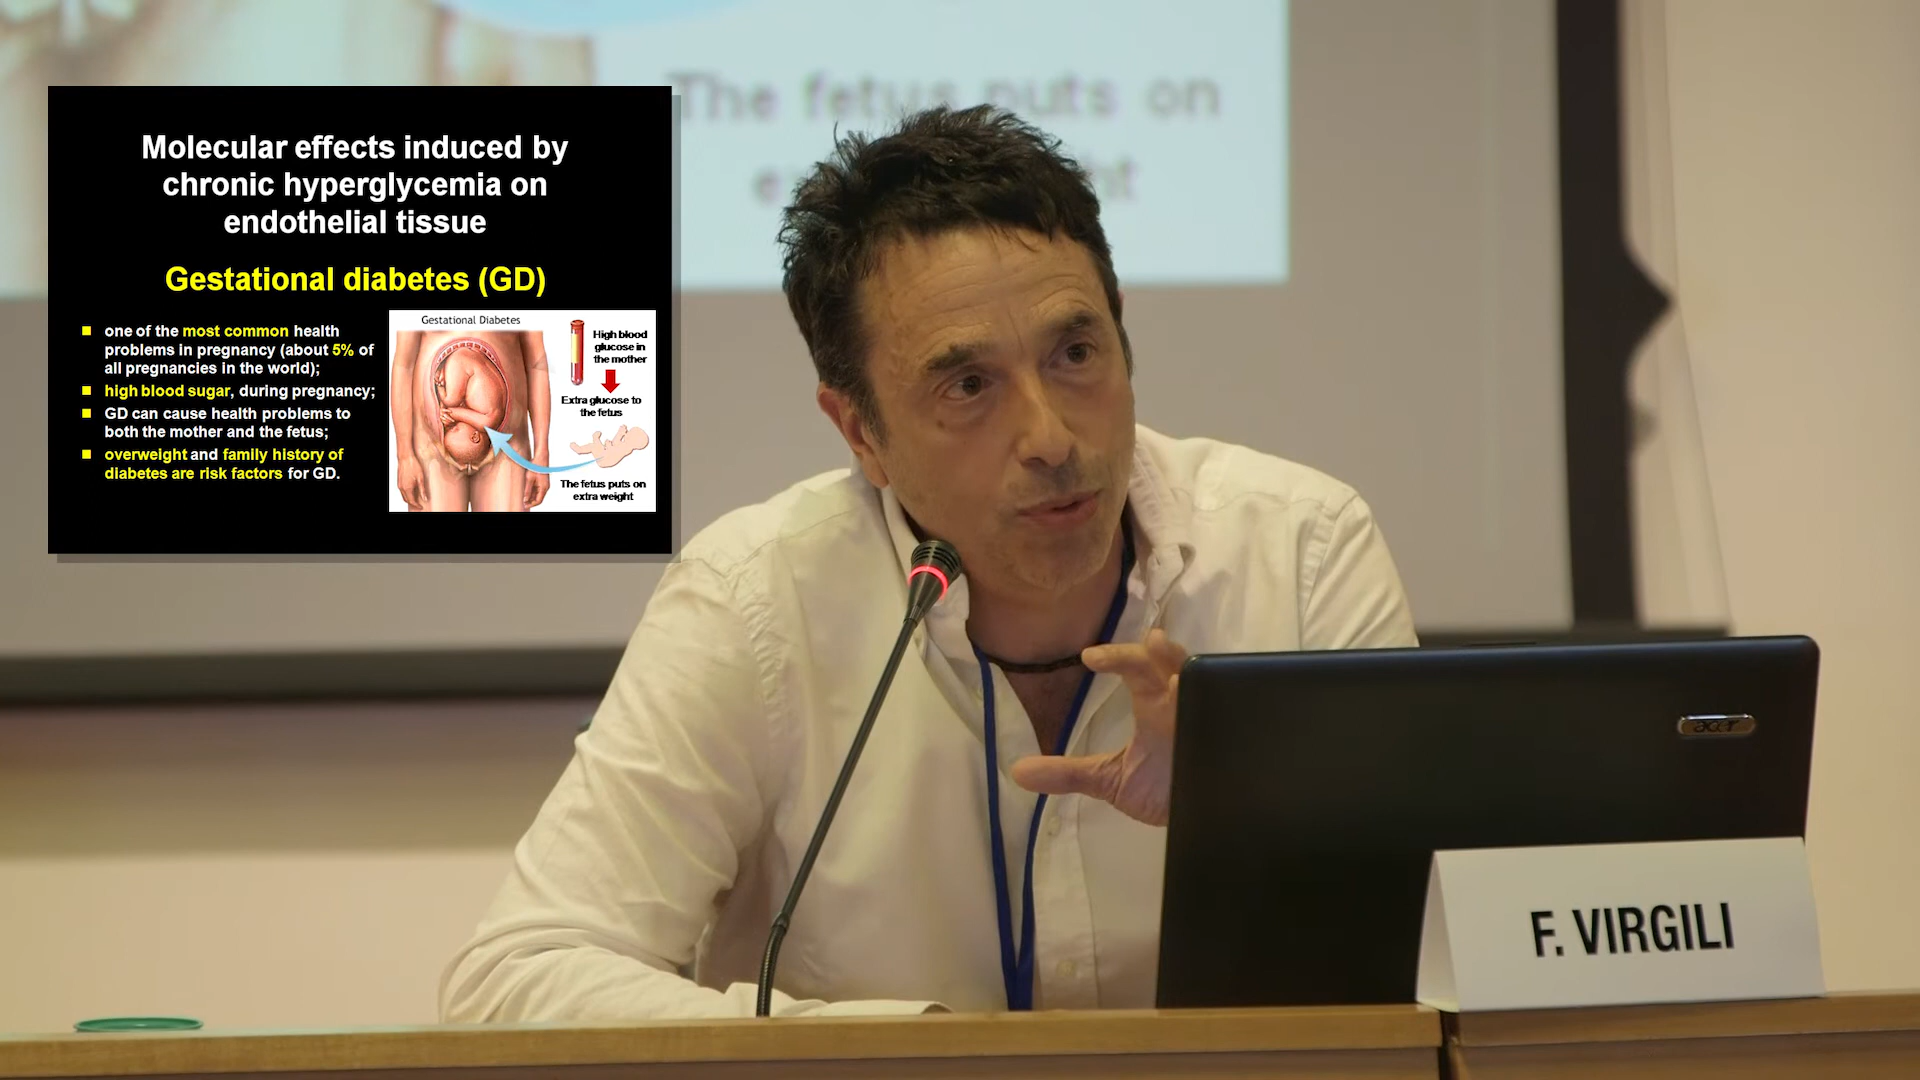 The fetus puts on
Molecular effects induced by
chronic hyperglycemia on
endothelial tissue
Gestational diabetes (GD)
one of the most common health
problems in pregnancy (about 5% of
all pregnancies in the world);
high blood sugar, during pregnancy;
GD can cause health problems to
both the mother and the fetus;
overweight and family history of
diabetes are risk factors for GD.
Gestational Diabetes
High blood
glucose in
the mother
Extra glucose to
the fetus
The fetus puts on
extra weight
acer
F. VIRGILI